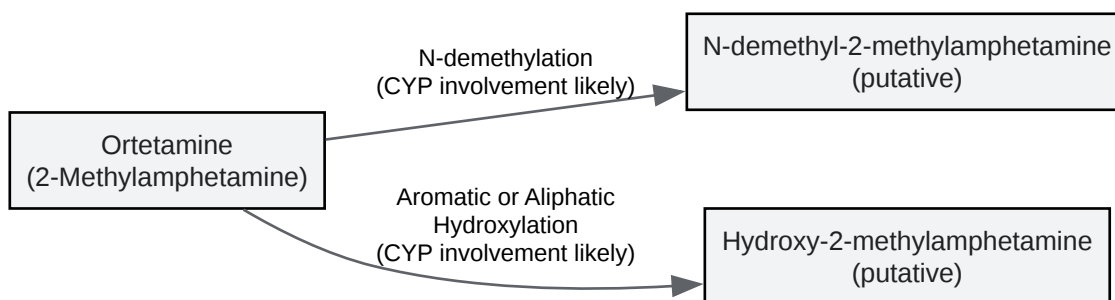 Ortetamine
(2-Methylamphetamine)
N-demethylation
(CYP involvement likely)
N-demethyl-2-methylamphetamine
(putative)
Aromatic or Aliphatic
Hydroxylation
(CYP involvement likely)
Hydroxy-2-methylamphetamine
(putative)